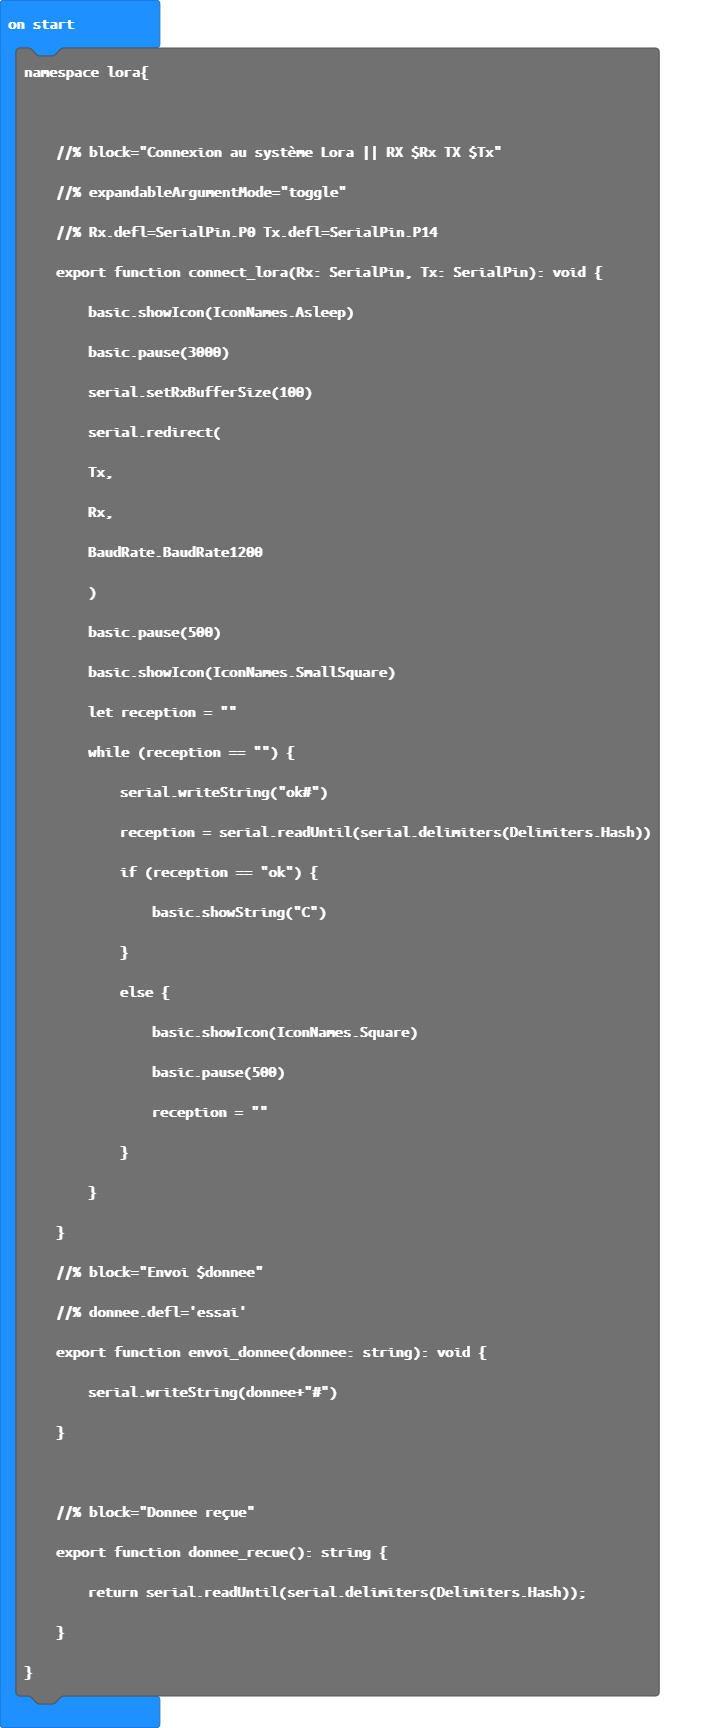 on start
namespace lora{
//% block="Connexion au système Lora || RX $Rx TX $Tx"
//% expandableArgumentMode="toggle"
//% Rx.defl=SerialPin.P0 Tx.defl=SerialPin.P14
export function connect_lora(Rx: SerialPin, Tx: SerialPin): void {
basic.showIcon(IconNames.Asleep)
basic.pause(3000)
serial.setRxBufferSize(100)
serial.redirect(
Tx,
Rx,
BaudRate.BaudRate1200
)
basic.pause(500)
basic.showIcon(IconNames.SmallSquare)
let reception = ""
while (reception == "") {
serial.writeString("ok#")
reception = serial.readUntil(serial.delimiters(Delimiters.Hash))
if (reception == "ok") {
basic.showString("C")
}
else {
basic.showIcon(IconNames.Square)
basic.pause(500)
reception = ""
}
}
}
//% block="Envoi $donnee"
//% donnee.defl='essai'
export function envoi_donnee(donnee: string): void {
serial.writeString(donnee+"#")
}
//% block="Donnee reçue"
export function donnee_recue(): string {
return serial.readUntil(serial.delimiters(Delimiters.Hash));
}
}